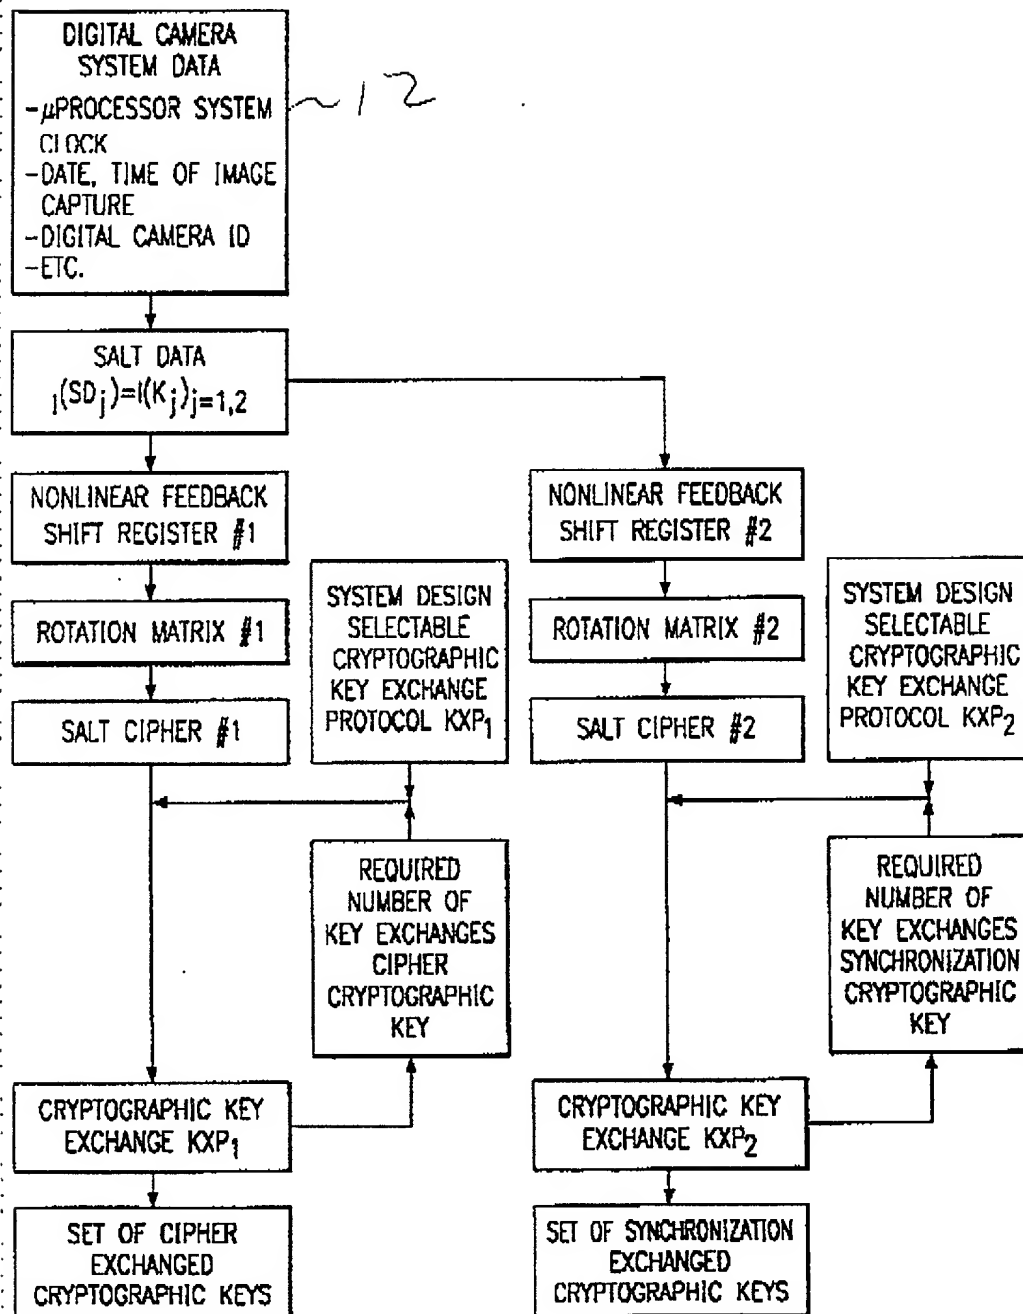 DIGITAL CAMERA
SYSTEM DATA
-μPROCESSOR SYSTEM
CLOCK
-DATE, TIME OF IMAGE
CAPTURE
-DIGITAL CAMERA ID
-ETC.
~12
SALT DATA
l(SDj)=l(Kj)j=1,2
NONLINEAR FEEDBACK
SHIFT REGISTER #1
ROTATION MATRIX #1
SALT CIPHER #1
SYSTEM DESIGN
SELECTABLE
CRYPTOGRAPHIC
KEY EXCHANGE
PROTOCOL KXP1
REQUIRED
NUMBER OF
KEY EXCHANGES
CIPHER
CRYPTOGRAPHIC
KEY
CRYPTOGRAPHIC KEY
EXCHANGE KXP1
SET OF CIPHER
EXCHANGED
CRYPTOGRAPHIC KEYS
NONLINEAR FEEDBACK
SHIFT REGISTER #2
ROTATION MATRIX #2
SALT CIPHER #2
SYSTEM DESIGN
SELECTABLE
CRYPTOGRAPHIC
KEY EXCHANGE
PROTOCOL KXP2
REQUIRED
NUMBER OF
KEY EXCHANGES
SYNCHRONIZATION
CRYPTOGRAPHIC
KEY
CRYPTOGRAPHIC KEY
EXCHANGE KXP2
SET OF SYNCHRONIZATION
EXCHANGED
CRYPTOGRAPHIC KEYS